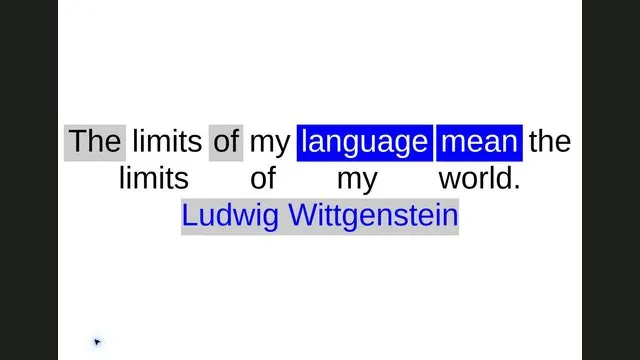 The limits of my language mean the
limits of my world.
Ludwig Wittgenstein